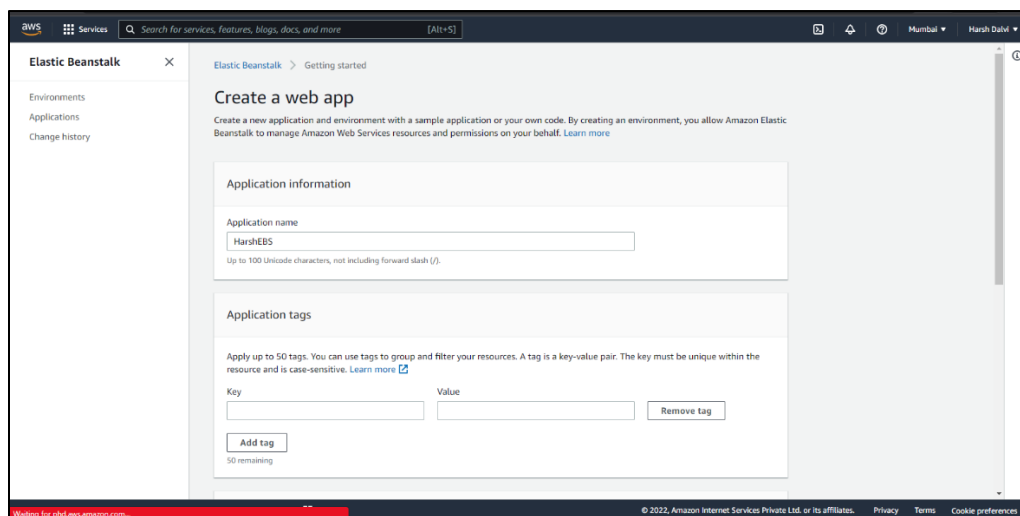 aws
Services
Search for services, features, blogs, docs, and more
[Alt+S]
Mumbai
Harsh Dalvi
Elastic Beanstalk
Environments
Applications
Change history
Elastic Beanstalk > Getting started
Create a web app
Create a new application and environment with a sample application or your own code. By creating an environment, you allow Amazon Elastic
Beanstalk to manage Amazon Web Services resources and permissions on your behalf. Learn more
Application information
Application name
HarshEBS
Up to 100 Unicode characters, not including forward slash (/).
Application tags
Apply up to 50 tags. You can use tags to group and filter your resources. A tag is a key-value pair. The key must be unique within the
resource and is case-sensitive. Learn more
Key
Value
Remove tag
Add tag
50 remaining
Waiting for phd.aws.amazon.com...
© 2022, Amazon Internet Services Private Ltd. or its affiliates.
Privacy
Terms
Cookie preferences